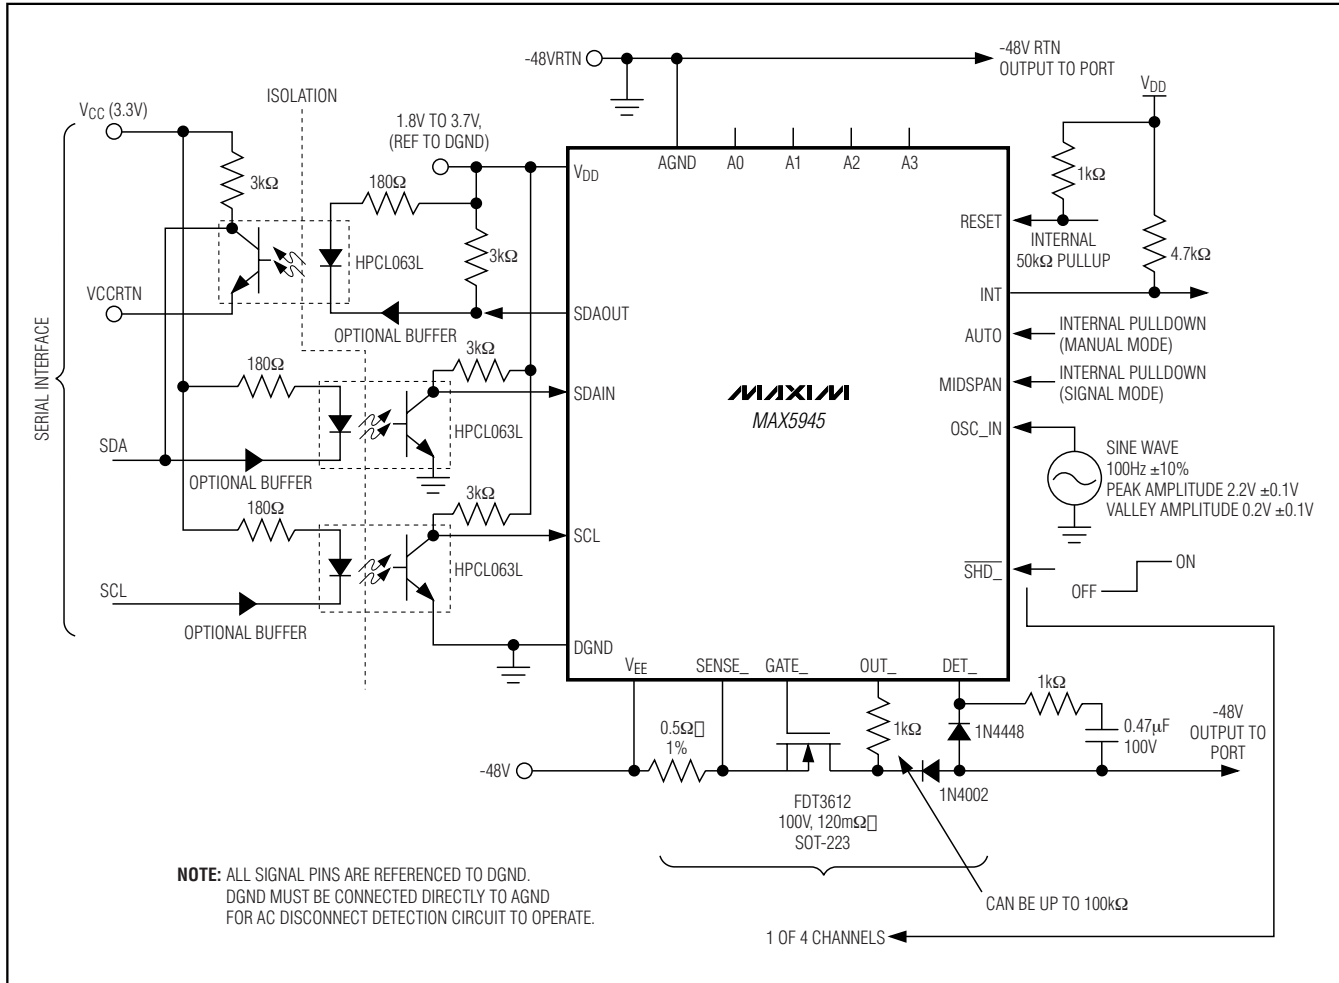 -48VRTN
-48V RTN
OUTPUT TO PORT
ISOLATION
VCC (3.3V)
1.8V TO 3.7V,
(REF TO DGND)
VDD
3kΩ
180Ω
VDD
AGND
A0
A1
A2
A3
1kΩ
RESET
INTERNAL
50kΩ PULLUP
4.7kΩ
HPCL063L
3kΩ
VCCRTN
SDAOUT
INT
OPTIONAL BUFFER
AUTO
INTERNAL PULLDOWN
(MANUAL MODE)
SERIAL INTERFACE
180Ω
3kΩ
SDAIN
MAXIM
MAX5945
MIDSPAN
INTERNAL PULLDOWN
(SIGNAL MODE)
HPCL063L
OSC_IN
SDA
OPTIONAL BUFFER
SINE WAVE
100Hz ±10%
PEAK AMPLITUDE 2.2V ±0.1V
VALLEY AMPLITUDE 0.2V ±0.1V
180Ω
3kΩ
SCL
HPCL063L
SHD_
ON
OFF
SCL
OPTIONAL BUFFER
DGND
VEE
SENSE_
GATE_
OUT_
DET_
1kΩ
0.5Ω
1%
1kΩ
1N4448
0.47µF
100V
-48V
OUTPUT TO
PORT
-48V
1N4002
FDT3612
100V, 120mΩ
SOT-223
NOTE: ALL SIGNAL PINS ARE REFERENCED TO DGND.
DGND MUST BE CONNECTED DIRECTLY TO AGND
FOR AC DISCONNECT DETECTION CIRCUIT TO OPERATE.
CAN BE UP TO 100kΩ
1 OF 4 CHANNELS